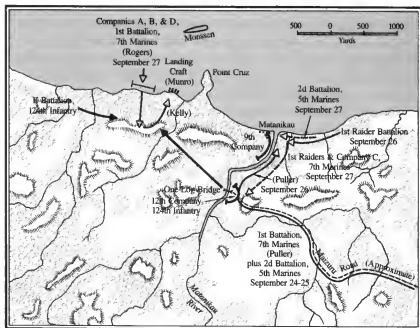 Companies A, B, & D,
1st Battalion,
7th Marines
(Rogers)
September 27
Monssen
Landing
Craft
(Munro)
Point Cruz
500
0
500
1000
Yards
II Battalion,
124th Infantry
(Kelly)
2d Battalion,
5th Marines
September 27
Matanikau
9th
Company
1st Raider Battalion
September 26
1st Raiders & Company C,
7th Marines
September 27
(Puller)
September 26
One Log Bridge
12th Company,
124th Infantry
1st Battalion,
7th Marines
(Puller)
plus 2d Battalion,
5th Marines
September 24-25
Road (Approximate)
Matanikau
River